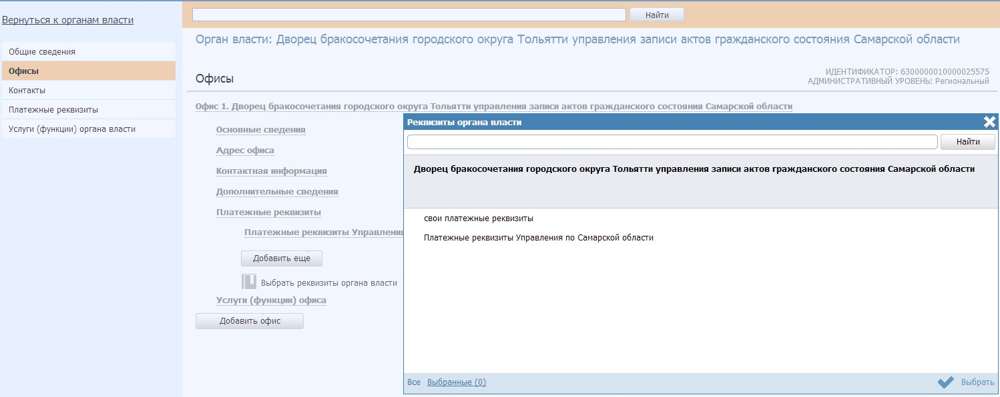 Вернуться к органам власти
Общие сведения
Офисы
Контакты
Платежные реквизиты
Услуги (функции) органа власти
Найти
Орган власти: Дворец бракосочетания городского округа Тольятти управления записи актов гражданского состояния Самарской области
Офисы
ИДЕНТИФИКАТОР: 6300000010000025575
АДМИНИСТРАТИВНЫЙ УРОВЕНЬ: Региональный
Офис 1. Дворец бракосочетания городского округа Тольятти управления записи актов гражданского состояния Самарской области
Основные сведения
Адрес офиса
Контактная информация
Дополнительные сведения
Платежные реквизиты
Платежные реквизиты Управления
Добавить еще
Выбрать реквизиты органа власти
Услуги (функции) офиса
Добавить офис
Реквизиты органа власти
Найти
Дворец бракосочетания городского округа Тольятти управления записи актов гражданского состояния Самарской области
свои платежные реквизиты
Платежные реквизиты Управления по Самарской области
Все Выбранные (0)
Выбрать